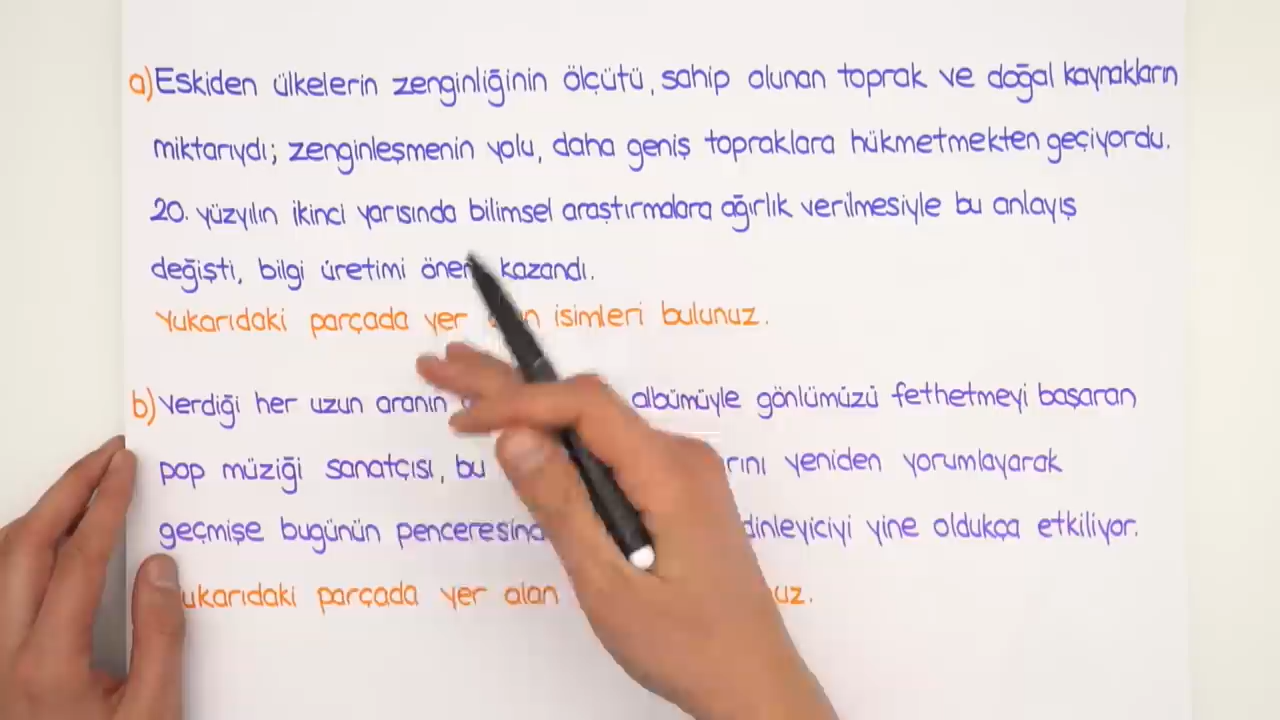 a) Eskiden ülkelerin zenginliğinin ölçütü, sahip olunan toprak ve doğal kaynakların
miktarıydı; zenginleşmenin yolu, daha geniş topraklara hükmetmekten geçiyordu.
20. yüzyılın ikinci yarısında bilimsel araştırmalara ağırlık verilmesiyle bu anlayış
değişti, bilgi üretimi önem kazandı.
Yukarıdaki parçada yer isimleri bulunuz.
b) Verdiği her uzun aranın albümüyle gönlümüzü fethetmeyi başaran
pop müziği sanatçısı, bu yeniden yorumlayarak
geçmişe bugünün dinleyiciyi yine oldukça etkiliyor.
Yukarıdaki parçada yer alan